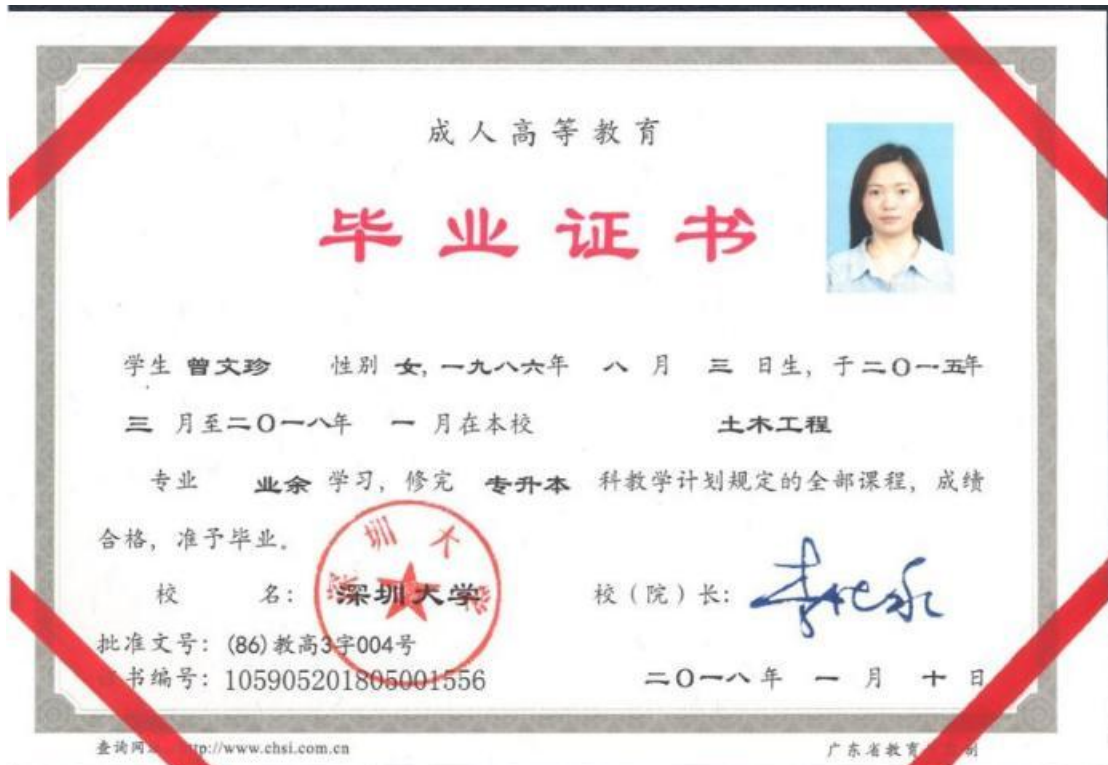 成人高等教育
毕业证书
学生 曾文珍 性别 女, 一九八六年 八 月 三 日生, 于二〇一五年
三 月至二〇一八年 一 月在本校 土木工程
专业 业余 学习, 修完 专升本 科教学计划规定的全部课程, 成绩
合格, 准予毕业。
深圳大学
校 名: 深圳大学 校(院)长:
批准文号: (86)教高3字004号
书编号: 105905201805001556 二〇一八年 一 月 十 日
查询网 tp://www.chsi.com.cn 广东省教育 制